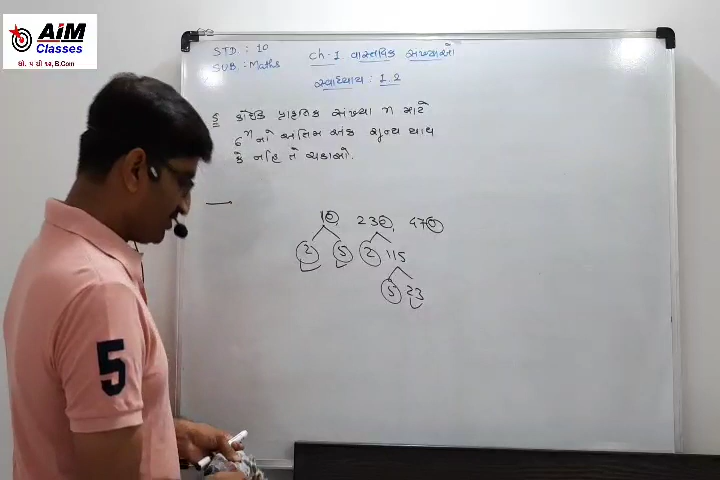 AIM
Classes
STD. : 10
SUB. : Maths
Ch-1 વાસ્તવિક સંખ્યાઓ
સ્વાધ્યાય : 1.2
5 કોઈક પ્રાકૃતિક સંખ્યા n માટે
6ⁿ નો અંતિમ અંક શૂન્ય થાય
કે નહિ તે ચકાસો.
10, 230, 470
2 5 2 115
5 23
5